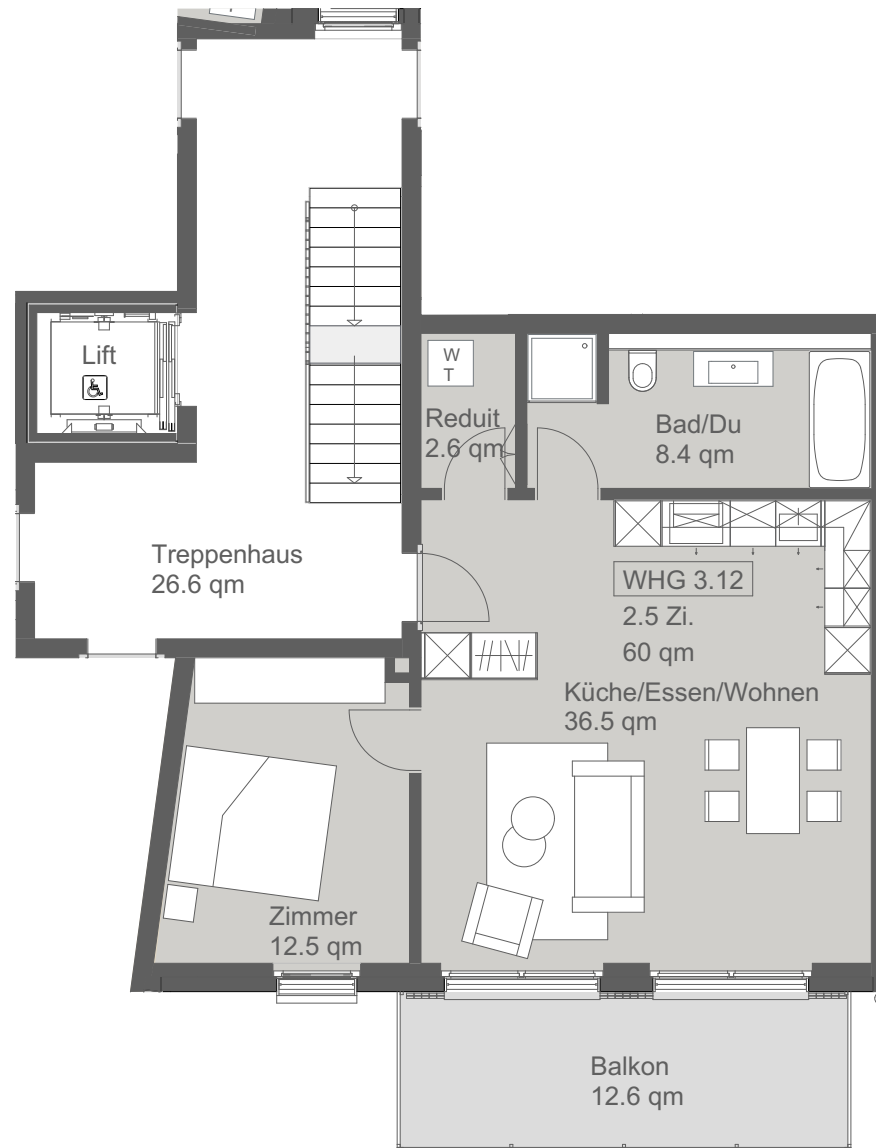 Lift
W
T
Reduit
2.6 qm
Bad/Du
8.4 qm
Treppenhaus
26.6 qm
WHG 3.12
2.5 Zi.
60 qm
Küche/Essen/Wohnen
36.5 qm
Zimmer
12.5 qm
Balkon
12.6 qm